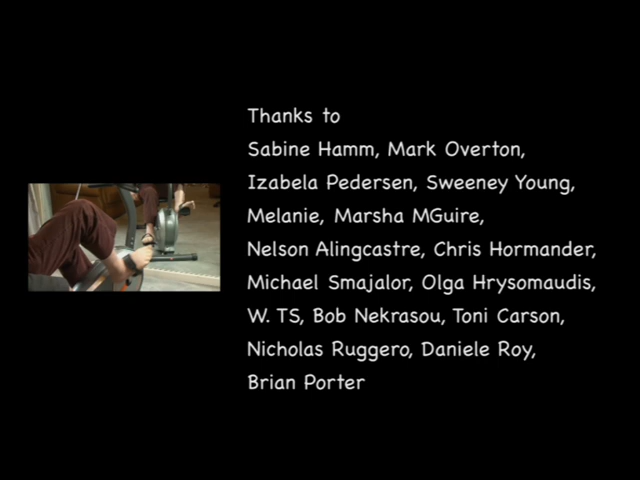 Thanks to
Sabine Hamm, Mark Overton,
Izabela Pedersen, Sweeney Young,
Melanie, Marsha MGuire,
Nelson Alingcastre, Chris Hormander,
Michael Smajalor, Olga Hrysomaudis,
W. TS, Bob Nekrasou, Toni Carson,
Nicholas Ruggero, Daniele Roy,
Brian Porter